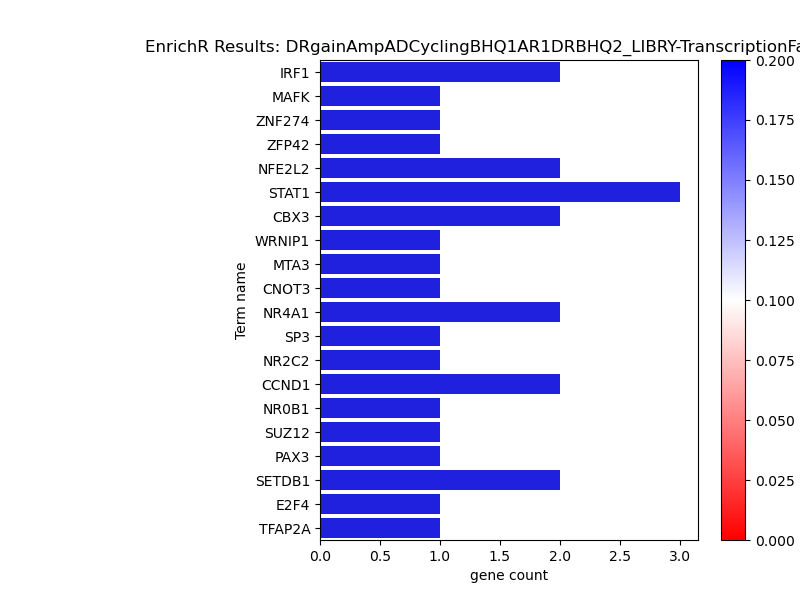 EnrichR Results: DRgainAmpADCyclingBHQ1AR1DRBHQ2_LIBRY-TranscriptionFa
IRF1
MAFK
ZNF274
ZFP42
NFE2L2
STAT1
CBX3
WRNIP1
MTA3
CNOT3
NR4A1
SP3
NR2C2
CCND1
NR0B1
SUZ12
PAX3
SETDB1
E2F4
TFAP2A
Term name
0.0 0.5 1.0 1.5 2.0 2.5 3.0
gene count
0.200
0.175
0.150
0.125
0.100
0.075
0.050
0.025
0.000